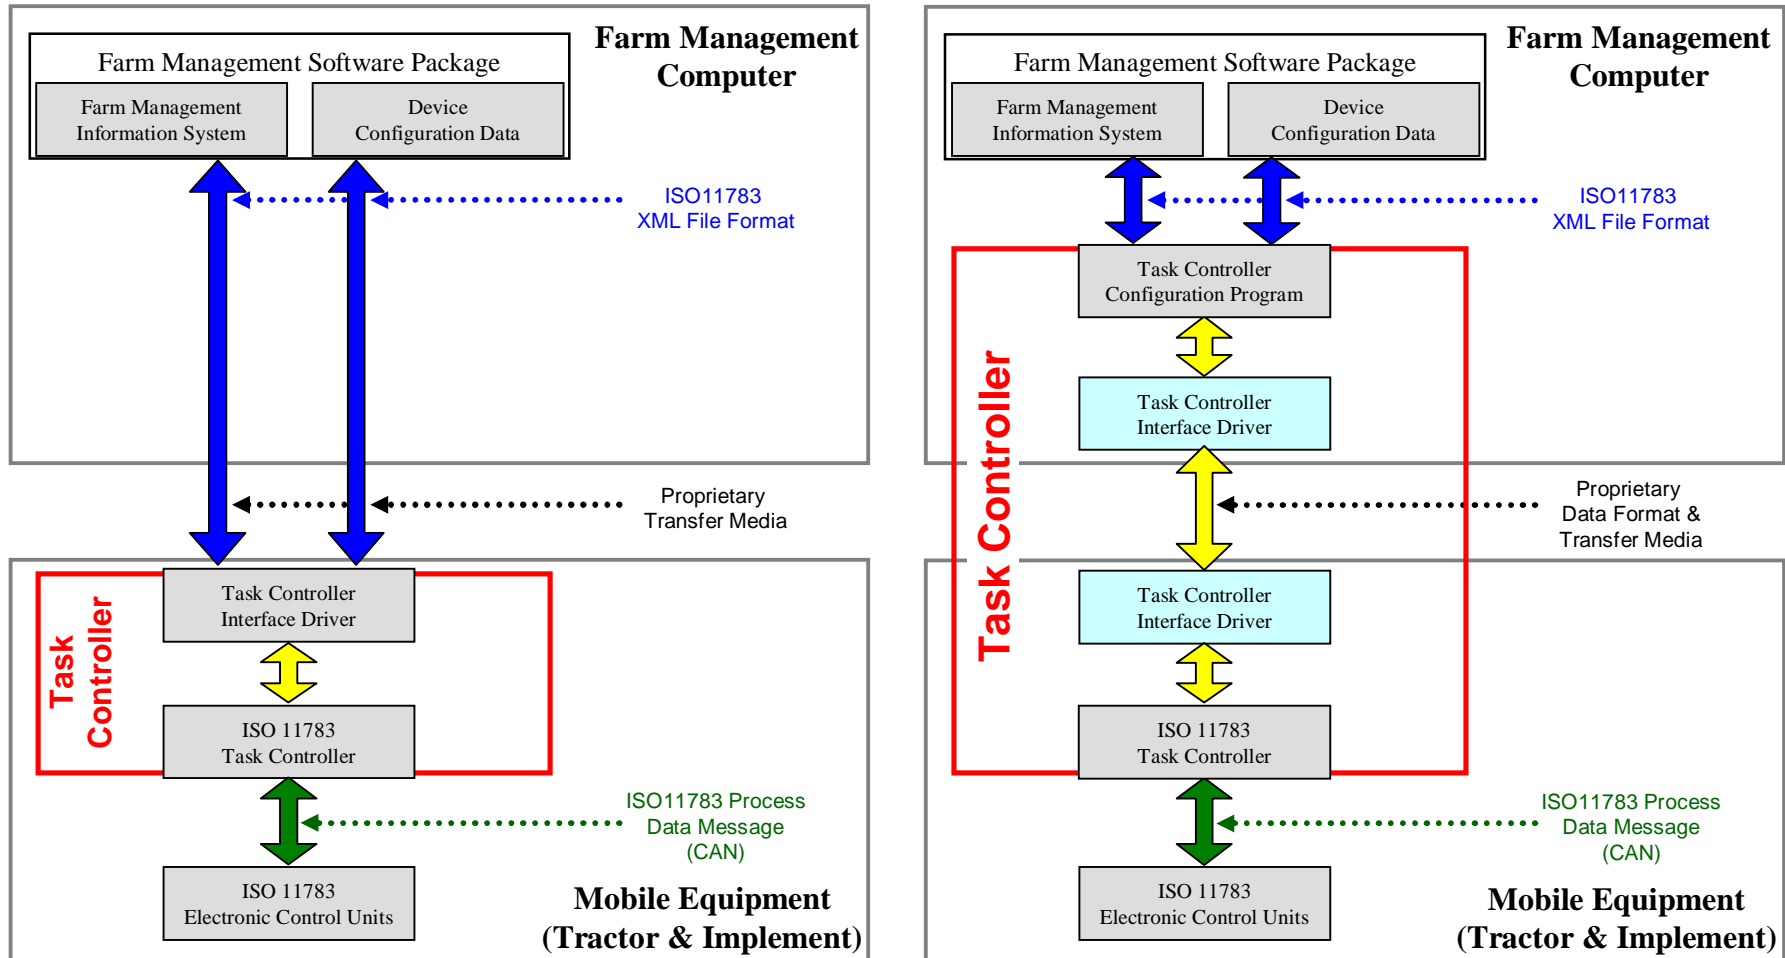 Farm Management
Computer
Farm Management Software Package
Farm Management
Information System
Device
Configuration Data
ISO11783
XML File Format
Proprietary
Transfer Media
Task Controller
Interface Driver
Task
Controller
ISO 11783
Task Controller
ISO11783 Process
Data Message
(CAN)
ISO 11783
Electronic Control Units
Mobile Equipment
(Tractor & Implement)
Farm Management
Computer
Farm Management Software Package
Farm Management
Information System
Device
Configuration Data
ISO11783
XML File Format
Task Controller
Configuration Program
Task Controller
Interface Driver
Task Controller
Proprietary
Data Format &
Transfer Media
Task Controller
Interface Driver
ISO 11783
Task Controller
ISO11783 Process
Data Message
(CAN)
ISO 11783
Electronic Control Units
Mobile Equipment
(Tractor & Implement)